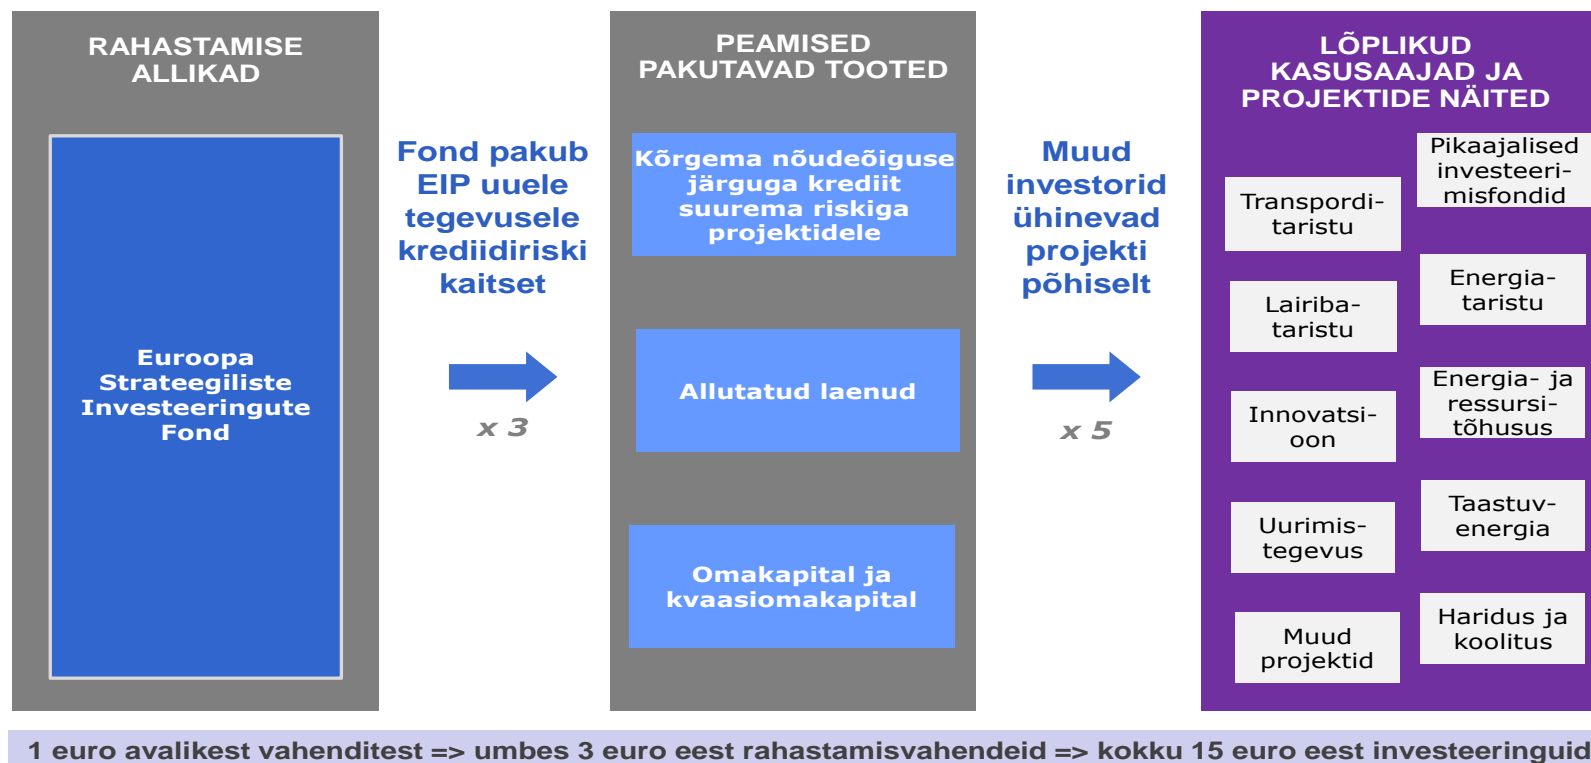 RAHASTAMISE
ALLIKAD
Euroopa
Strateegiliste
Investeeringute
Fond
Fond pakub
EIP uuele
tegevusele
krediidiriski
kaitset
x 3
PEAMISED
PAKUTAVAD TOOTED
Kõrgema nõudeõiguse
järguga krediit
suurema riskiga
projektidele
Allutatud laenud
Omakapital ja
kvaasiomakapital
Muud
investorid
ühinevad
projekti
põhiselt
x 5
LÕPLIKUD
KASUSAAJAD JA
PROJEKTIDE NÄITED
Transpordi-
taristu
Lairiba-
taristu
Innovatsi-
oon
Uurimis-
tegevus
Muud
projektid
Pikaajalised
investeeri-
misfondid
Energia-
taristu
Energia- ja
ressursi-
tõhusus
Taastuv-
energia
Haridus ja
koolitus
1 euro avalikest vahenditest => umbes 3 euro eest rahastamisvahendeid => kokku 15 euro eest investeeringuid